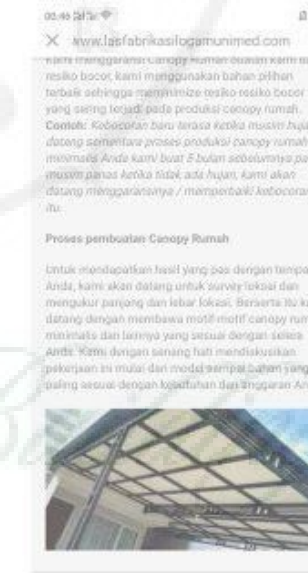 00:46
www.lasfabrikasilogamunimed.com
Kami menggaransi Canopy Rumah buatan kami
resiko bocor, kami menggunakan bahan pilihan
terbaik sehingga meminimize resiko resiko bocor
yang sering terjadi pada produksi canopy rumah.
Contoh: Kebocoran baru terasa ketika musim
datang sementara proses produksi canopy rumah
minimalis Anda kami buat 5 bulan sebelumnya
musim panas ketika tidak ada hujan, kami akan
datang menggaransinya / memperbaiki kebocoran
itu.
Proses pembuatan Canopy Rumah
Untuk mendapatkan hasil yang pas dengan
Anda, kami akan datang untuk survey lokasi dan
mengukur panjang dan lebar lokasi. Beserta itu
datang dengan membawa motif-motif canopy
minimalis dan lainnya yang sesuai dengan selera
Anda. Kami dengan senang hati mendiskusikan
pekerjaan ini mulai dari model sampai bahan yang
paling sesuai dengan kebutuhan dan anggaran